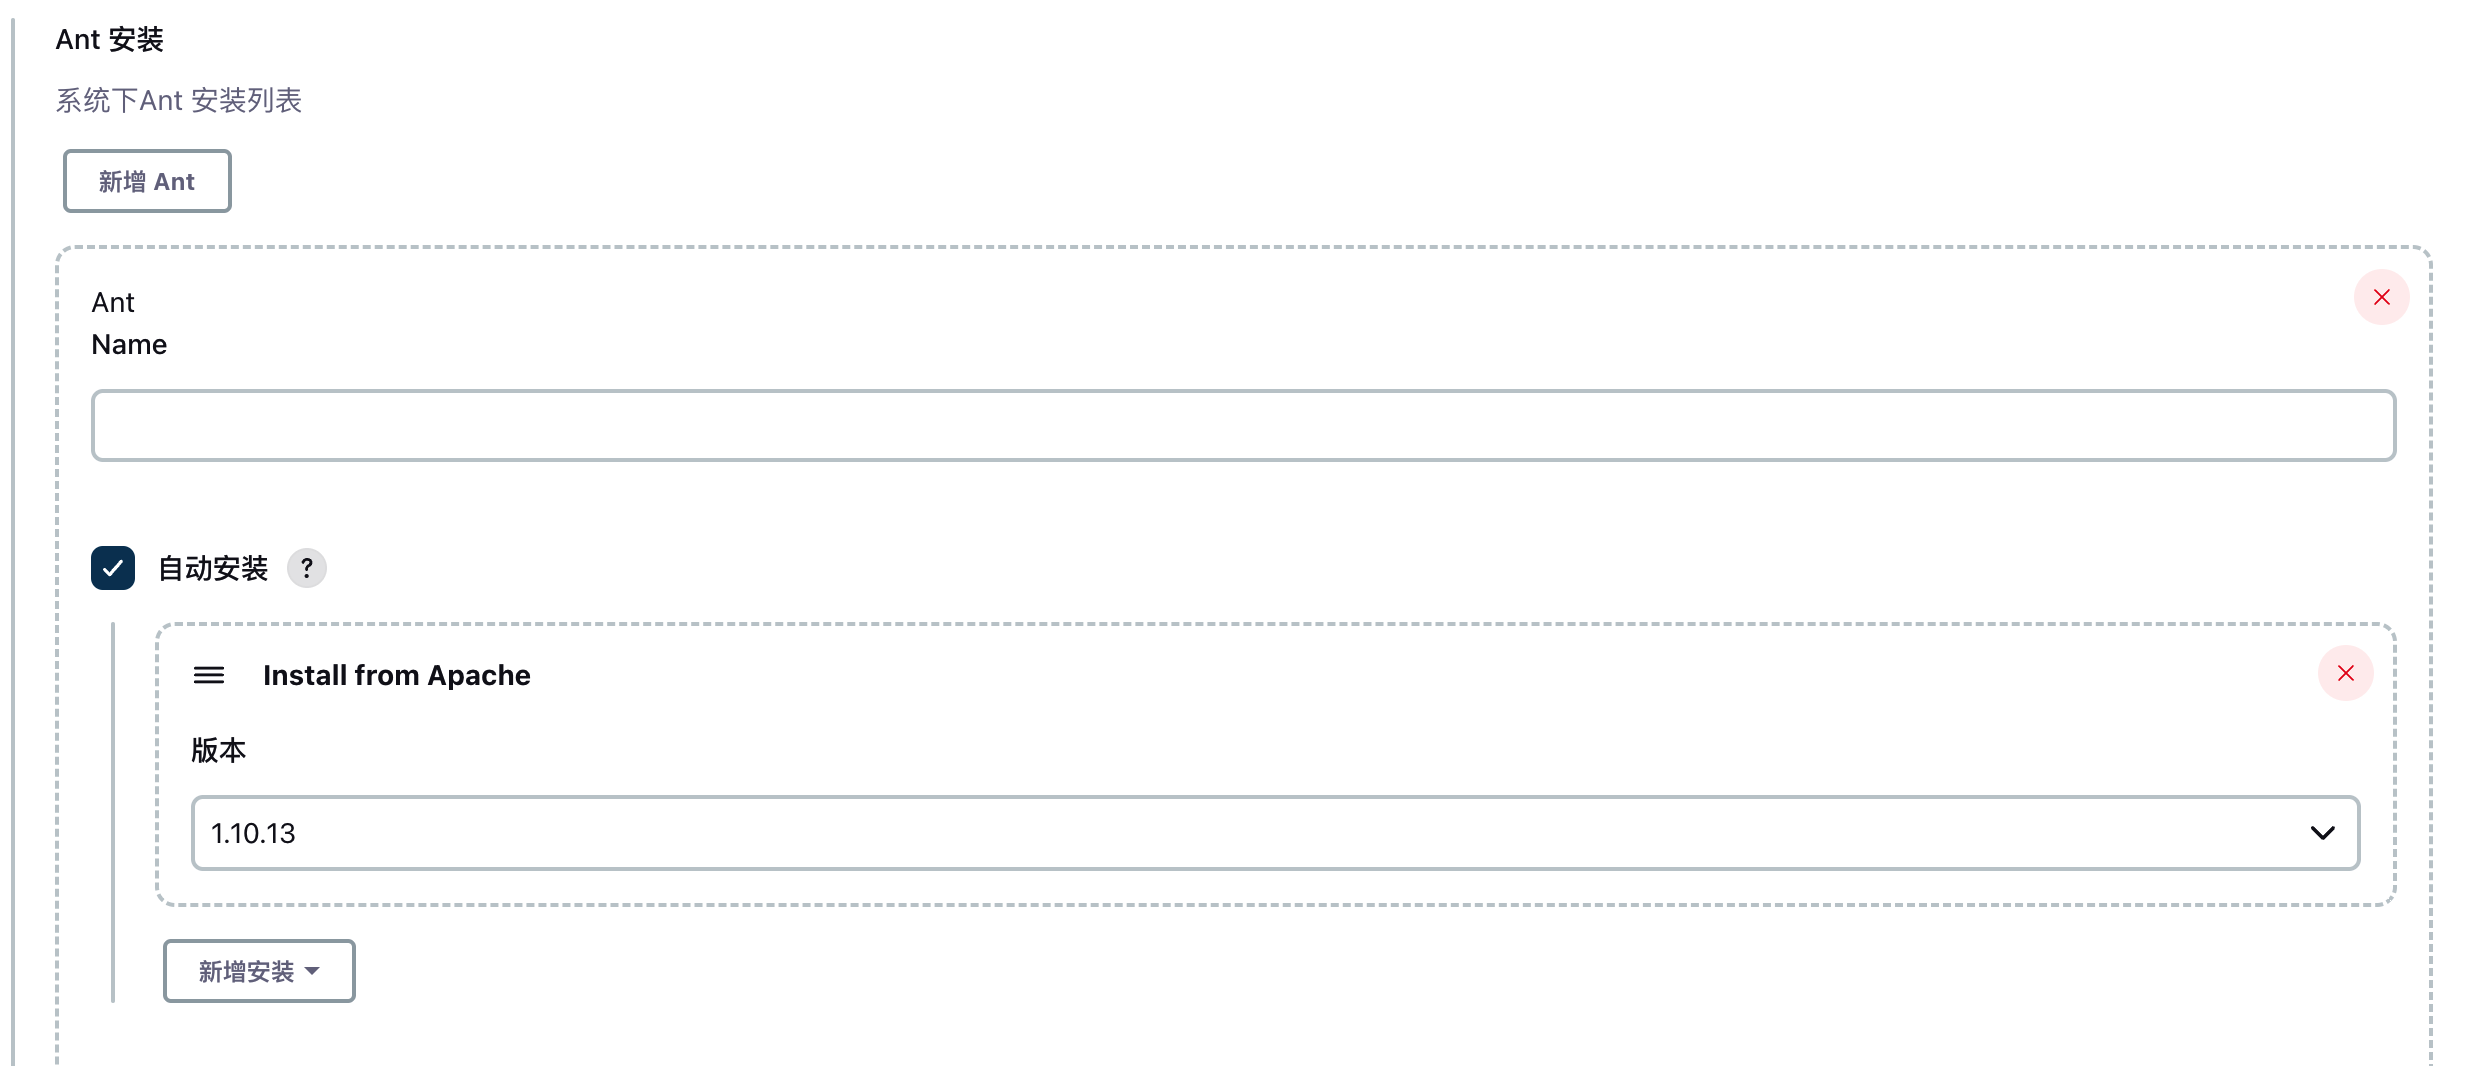 Ant 安装
系统下Ant 安装列表
新增 Ant
Ant
Name
自动安装 ?
Install from Apache
版本
1.10.13
新增安装